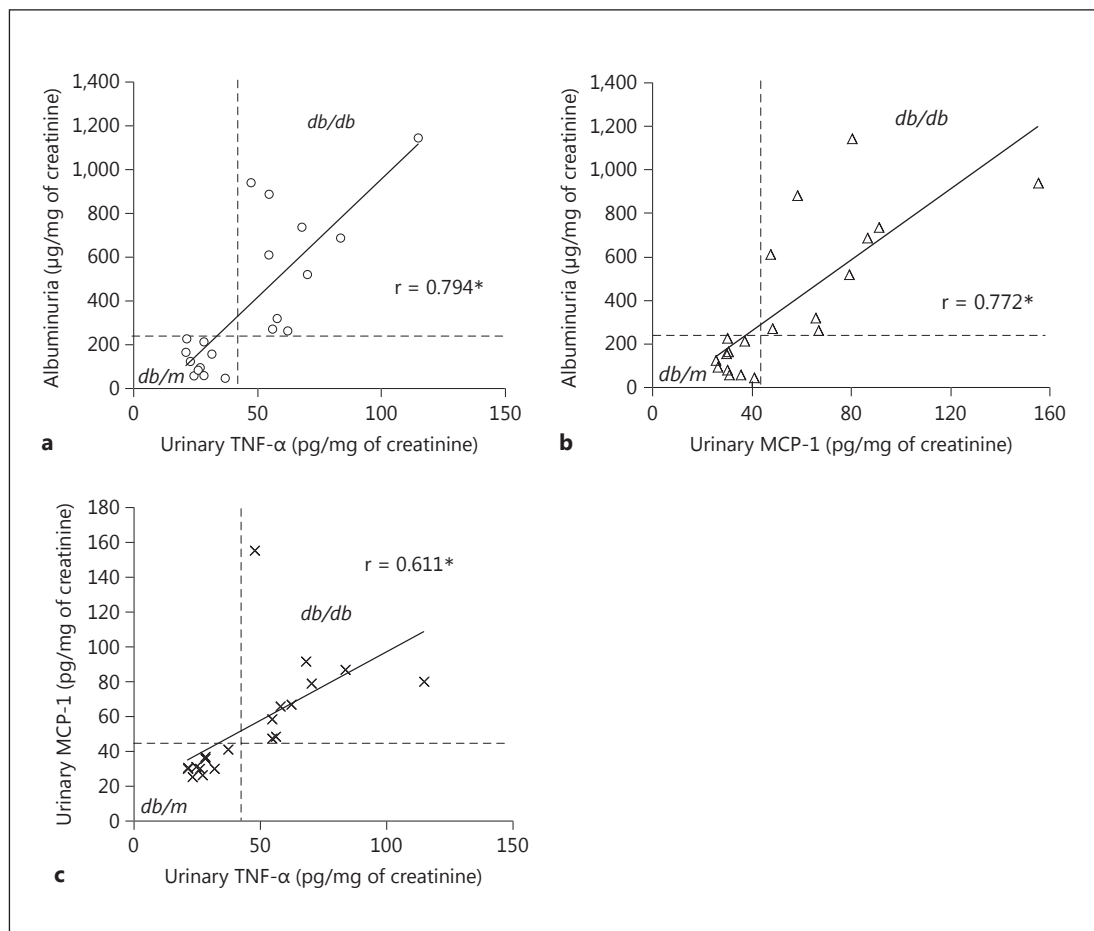 1,400
1,200
1,000
800
600
400
200
0
Albuminuria (µg/mg of creatinine)
db/db
r = 0.794*
db/m
0 50 100 150
Urinary TNF-α (pg/mg of creatinine)
a
1,400
1,200
1,000
800
600
400
200
0
Albuminuria (µg/mg of creatinine)
db/db
r = 0.772*
db/m
0 40 80 120 160
Urinary MCP-1 (pg/mg of creatinine)
b
180
160
140
120
100
80
60
40
20
0
Urinary MCP-1 (pg/mg of creatinine)
r = 0.611*
db/db
db/m
0 50 100 150
Urinary TNF-α (pg/mg of creatinine)
c